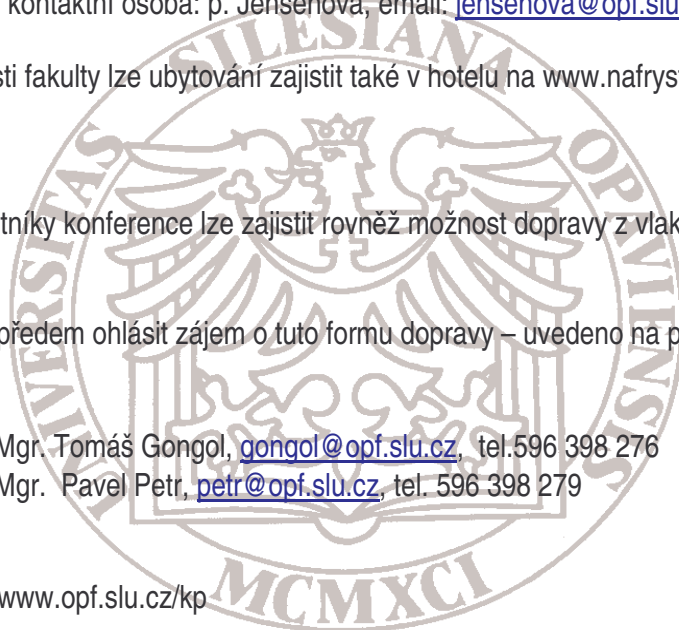 kontaktní osoba: p. Jensenová, email: jensenova@opf.slu
sti fakulty lze ubytování zajistit také v hotelu na www.nafryst
tníky konference lze zajistit rovněž možnost dopravy z vlak
předem ohlásit zájem o tuto formu dopravy – uvedeno na p
Mgr. Tomáš Gongol, gongol@opf.slu.cz, tel.596 398 276
Mgr. Pavel Petr, petr@opf.slu.cz, tel. 596 398 279
www.opf.slu.cz/kp
UNIVERSITAS SILESIANA OPAVIENSIS
MCMXCI